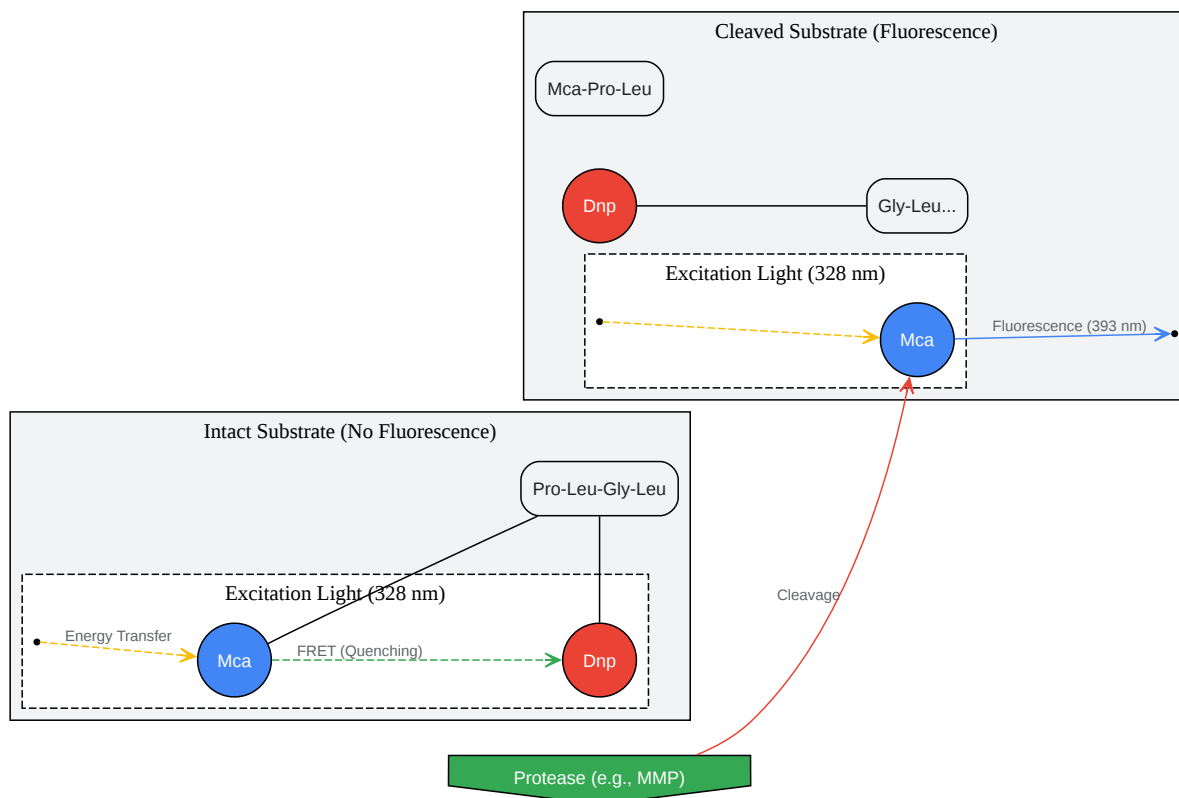 Cleaved Substrate (Fluorescence)
Mca-Pro-Leu
Dnp
Gly-Leu...
Excitation Light (328 nm)
Mca
Fluorescence (393 nm)
Intact Substrate (No Fluorescence)
Pro-Leu-Gly-Leu
Excitation Light (328 nm)
Energy Transfer
Mca
FRET (Quenching)
Dnp
Cleavage
Protease (e.g., MMP)